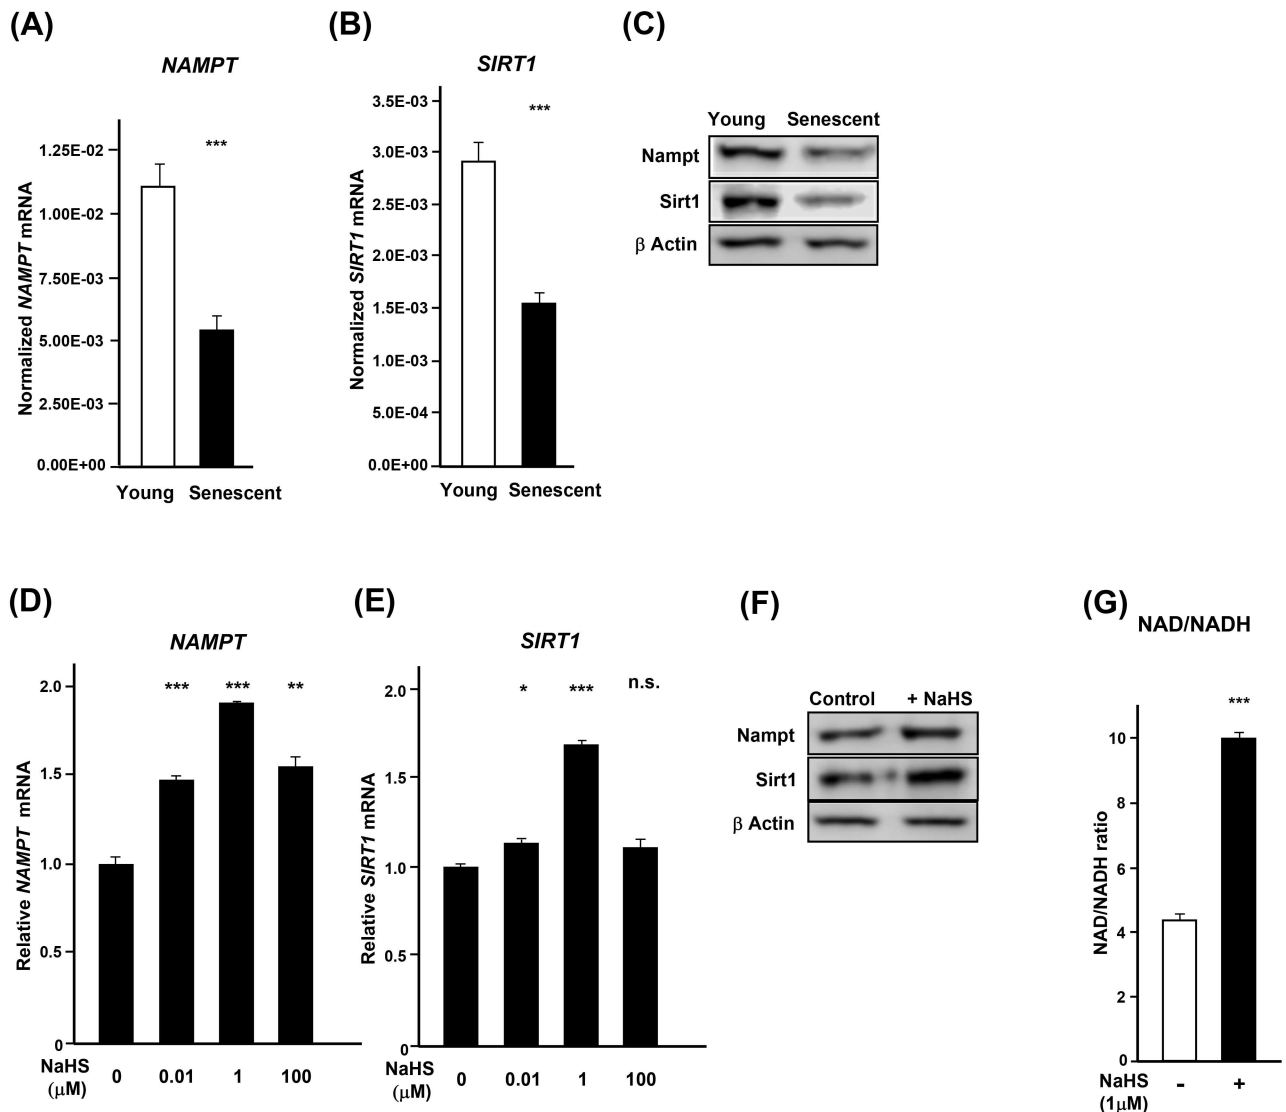 (A)
NAMPT
***
Normalized NAMPT mRNA
1.25E-02
1.00E-02
7.50E-03
5.00E-03
2.50E-03
0.00E+00
Young Senescent
(B)
SIRT1
***
Normalized SIRT1 mRNA
3.5E-03
3.0E-03
2.5E-03
2.0E-03
1.5E-03
1.0E-03
5.0E-04
0.0E+00
Young Senescent
(C)
Young Senescent
Nampt
Sirt1
β Actin
(D)
NAMPT
*** *** **
Relative NAMPT mRNA
2.0
1.5
1.0
0.5
0
NaHS
(μM)
0 0.01 1 100
(E)
SIRT1
* *** n.s.
Relative SIRT1 mRNA
2.0
1.5
1.0
0.5
0
NaHS
(μM)
0 0.01 1 100
(F)
Control + NaHS
Nampt
Sirt1
β Actin
(G)
NAD/NADH
***
NAD/NADH ratio
10
8
6
4
2
0
NaHS
(1μM)
- +